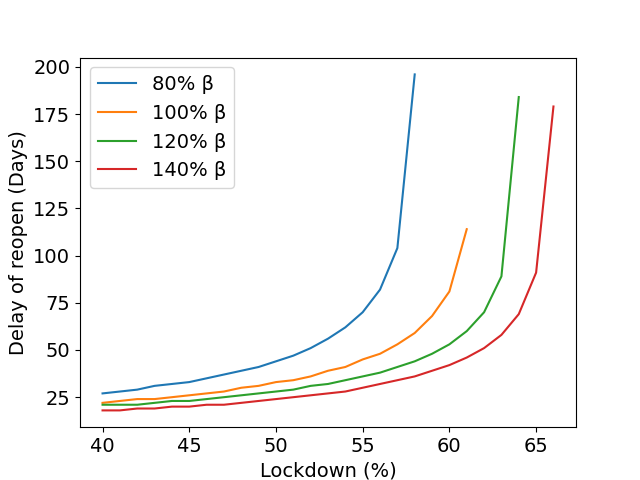 200
175
150
125
100
75
50
25
Delay of reopen (Days)
80% β
100% β
120% β
140% β
40 45 50 55 60 65
Lockdown (%)